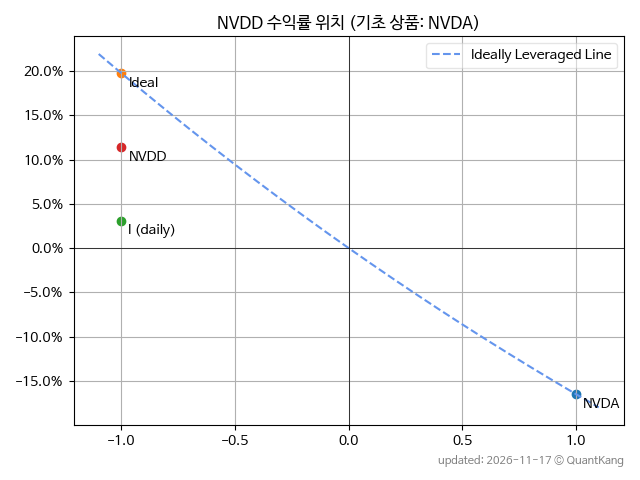 NVDD 수익률 위치 (기초 상품: NVDA)
Ideally Leveraged Line
20.0%
15.0%
10.0%
5.0%
0.0%
−5.0%
−10.0%
−15.0%
Ideal
NVDD
I (daily)
NVDA
−1.0
−0.5
0.0
0.5
1.0
updated: 2026-11-17 © QuantKang